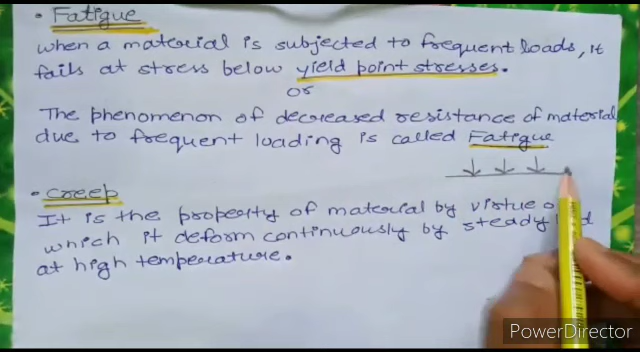 • Fatigue
when a material is subjected to frequent loads, it
fails at stress below yield point stresses.
or
The phenomenon of decreased resistance of material
due to frequent loading is called Fatigue
• Creep
It is the property of material by virtue
which it deform continuously by steady
at high temperature.
PowerDirector